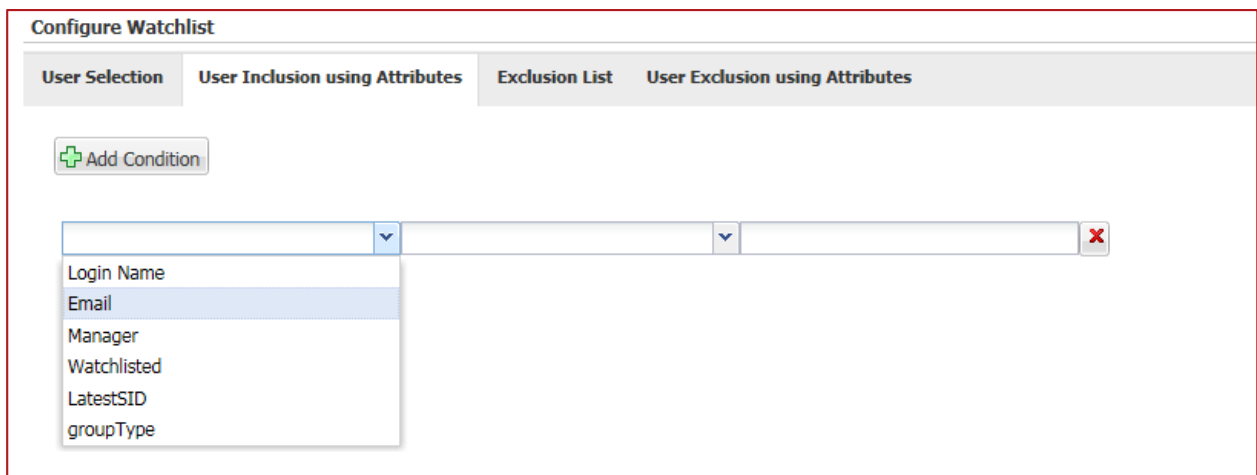 Configure Watchlist
User Selection User Inclusion using Attributes Exclusion List User Exclusion using Attributes
Add Condition
Login Name
Email
Manager
Watchlisted
LatestSID
groupType